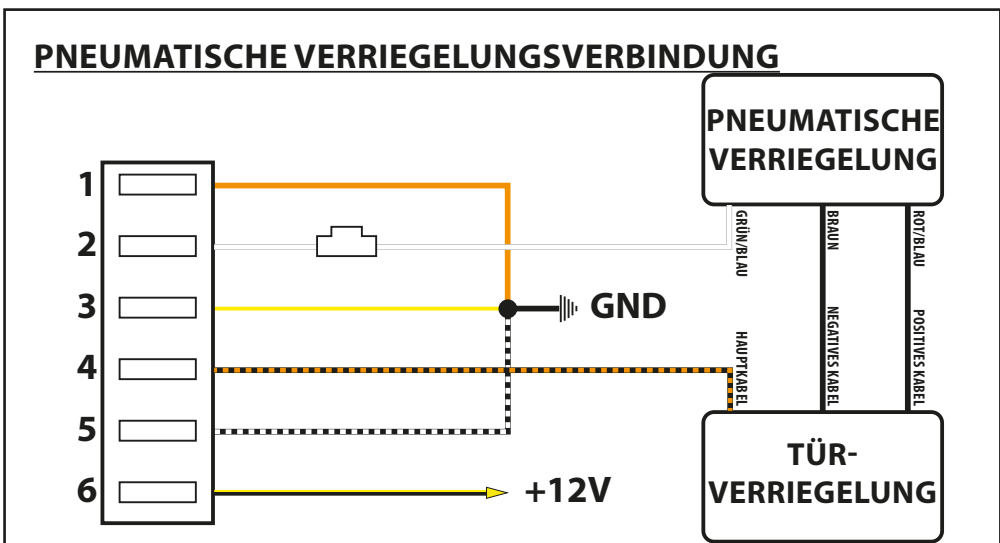 PNEUMATISCHE VERRIEGELUNGSVERBINDUNG
PNEUMATISCHE
VERRIEGELUNG
1
2
3
4
5
6
GRÜN/BLAU
BRAUN
ROT/BLAU
GND
HAUPTKABEL
NEGATIVES KABEL
POSITIVES KABEL
TÜR-
VERRIEGELUNG
+12V